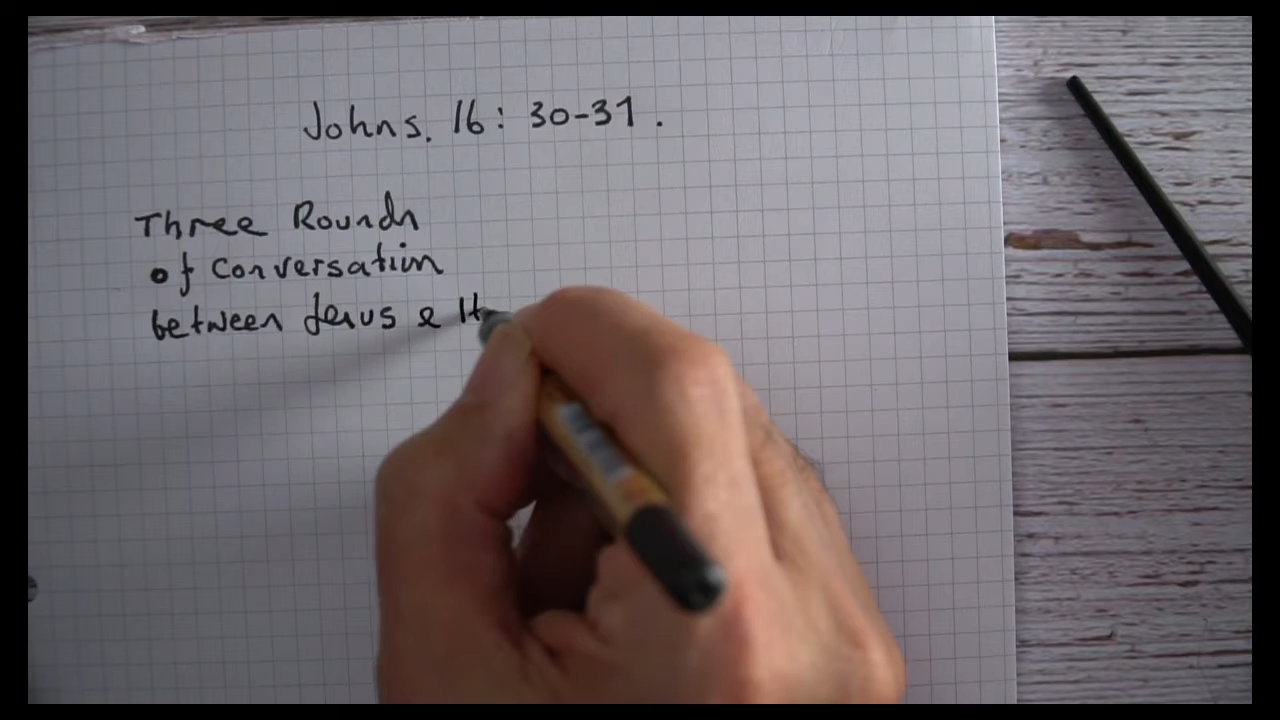 Johns. 16: 30-31.
Three Rounds
of conversation
between Jesus & H